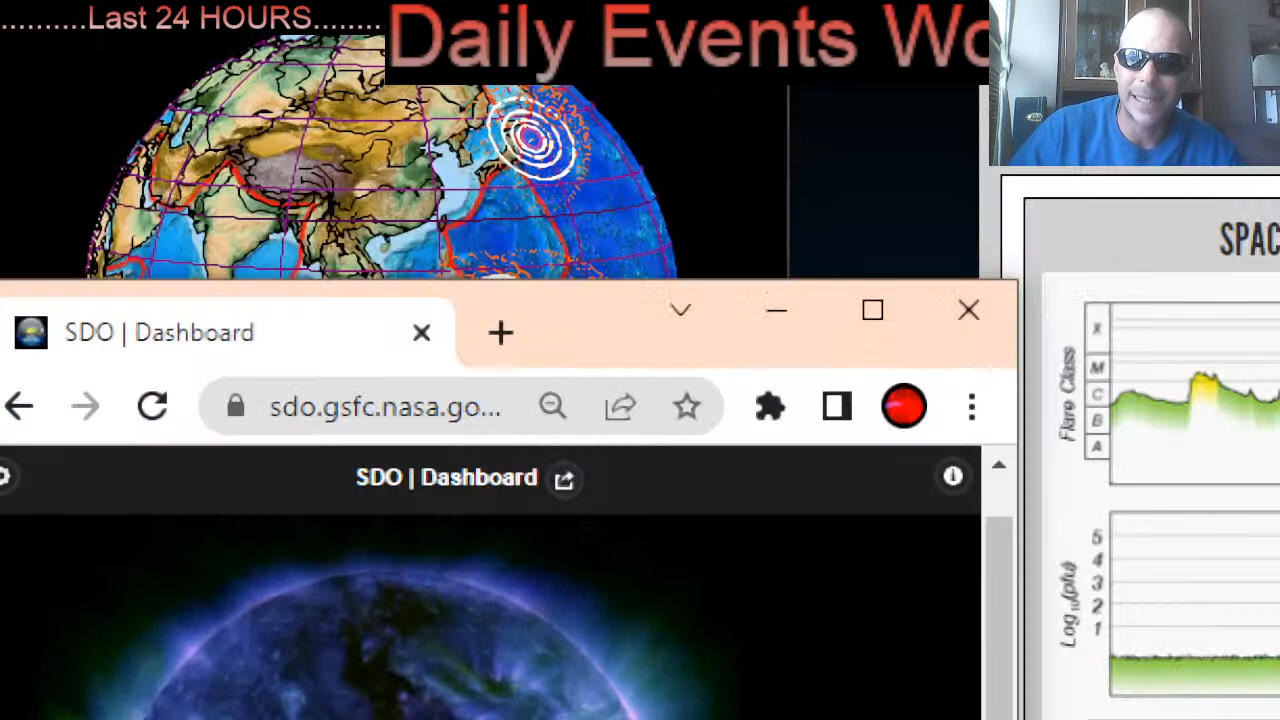 ..........Last 24 HOURS........
Daily Events Wo
SPAC
SDO | Dashboard
sdo.gsfc.nasa.go...
SDO | Dashboard
Flare Class
X
M
C
B
A
Log10(pfu)
5
4
3
2
1